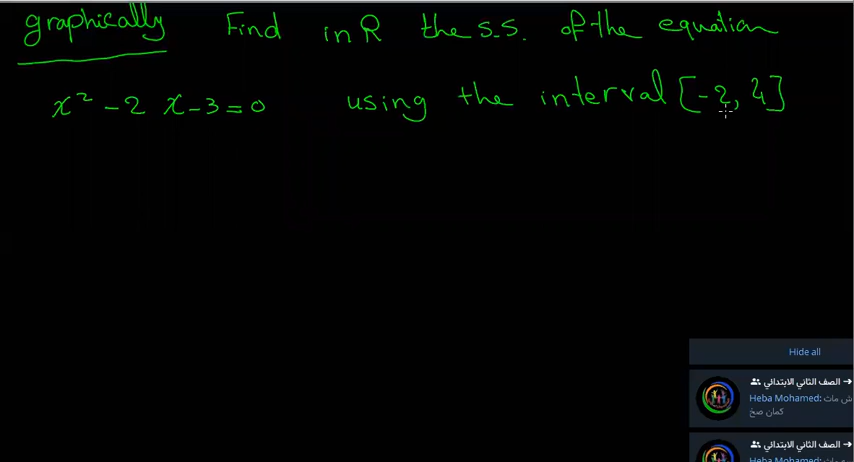 graphically Find in R the s.s. of the equation
x² - 2 x - 3 = 0 using the interval [-2, 4]
Hide all
الصف الثاني الابتدائي
Heba Mohamed: ش مات
كمان صح
الصف الثاني الابتدائي